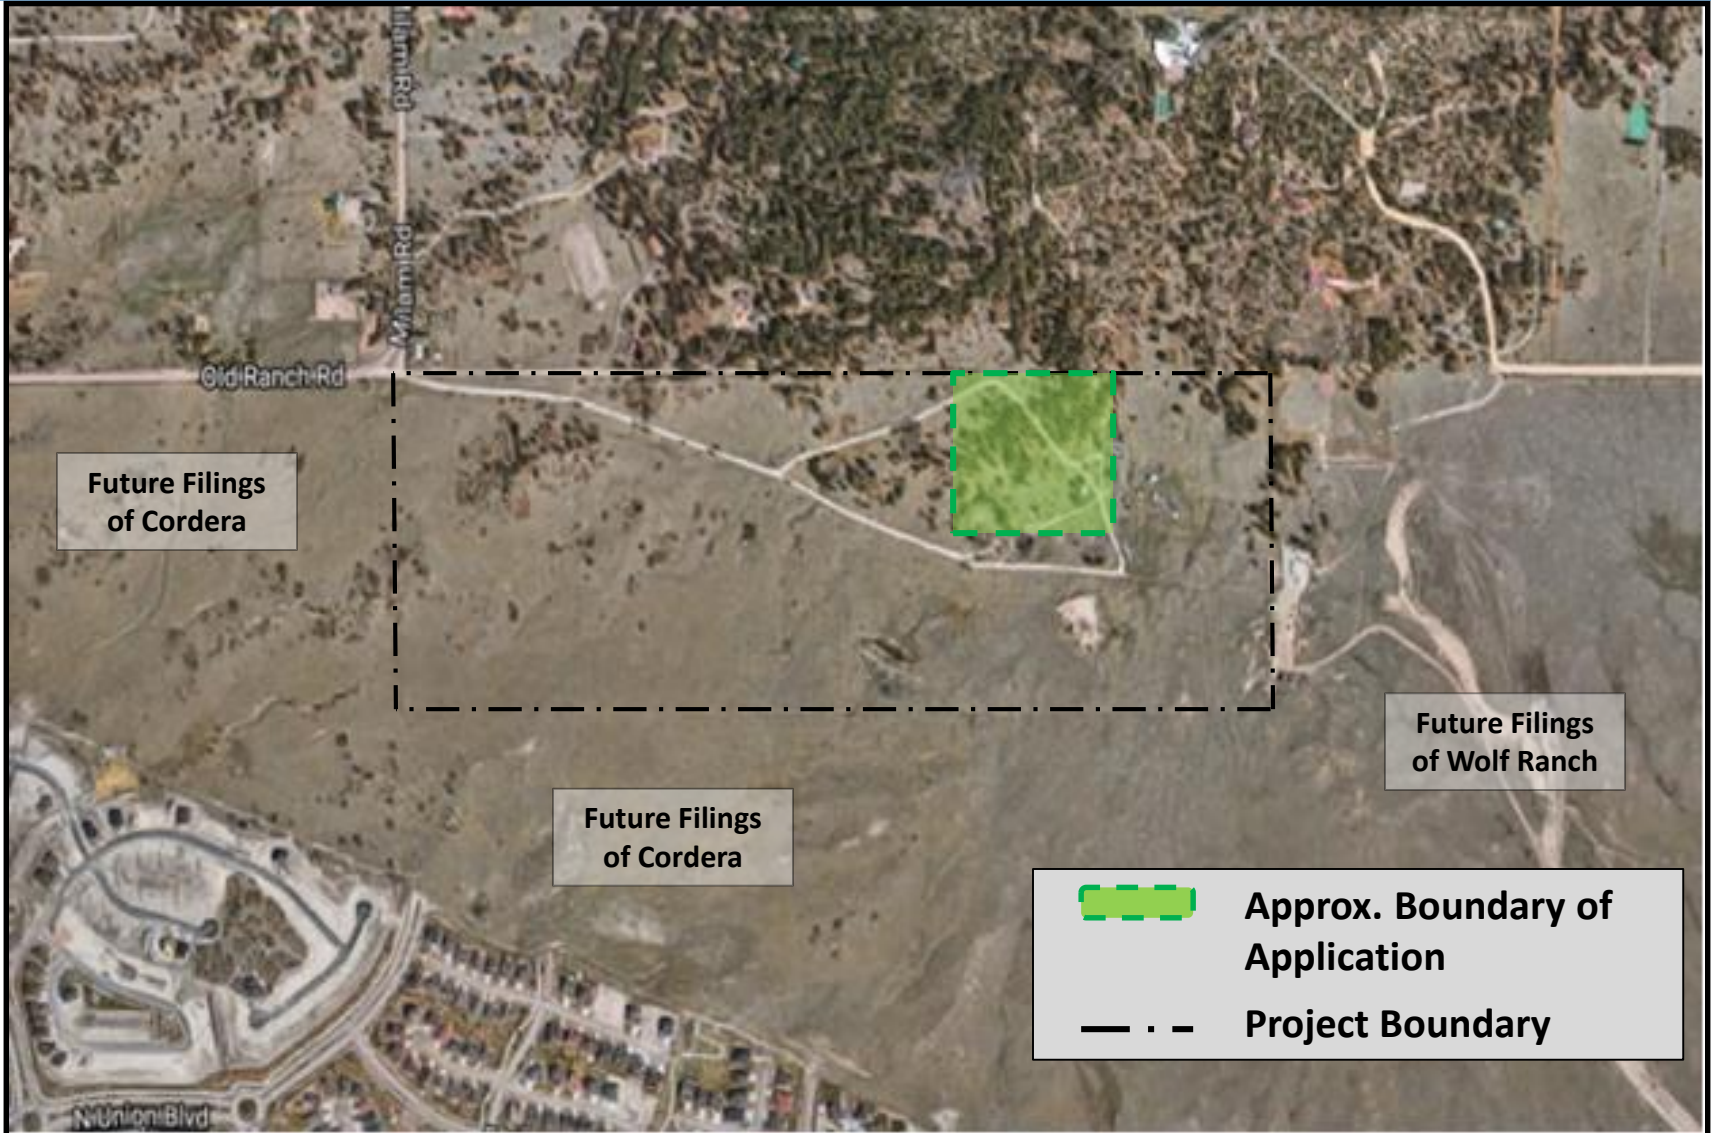 Milam Rd
Milam Rd
Old Ranch Rd
Future Filings
of Cordera
Future Filings
of Wolf Ranch
Future Filings
of Cordera
Approx. Boundary of
Application
Project Boundary
N Union Blvd